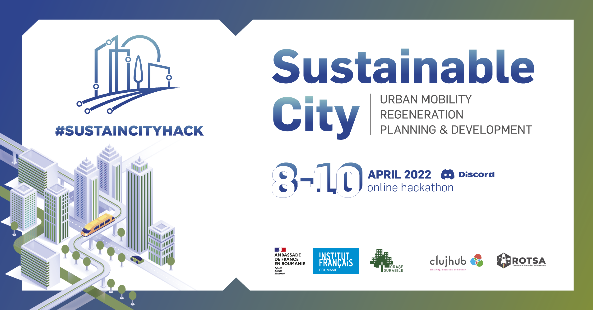 #SUSTAINCITYHACK
Sustainable
City
URBAN MOBILITY
REGENERATION
PLANNING & DEVELOPMENT
8-10
APRIL 2022
Discord
online hackathon
AMBASSADE
DE FRANCE
EN ROUMANIE
INSTITUT
FRANÇAIS
clujhub
ROTSA